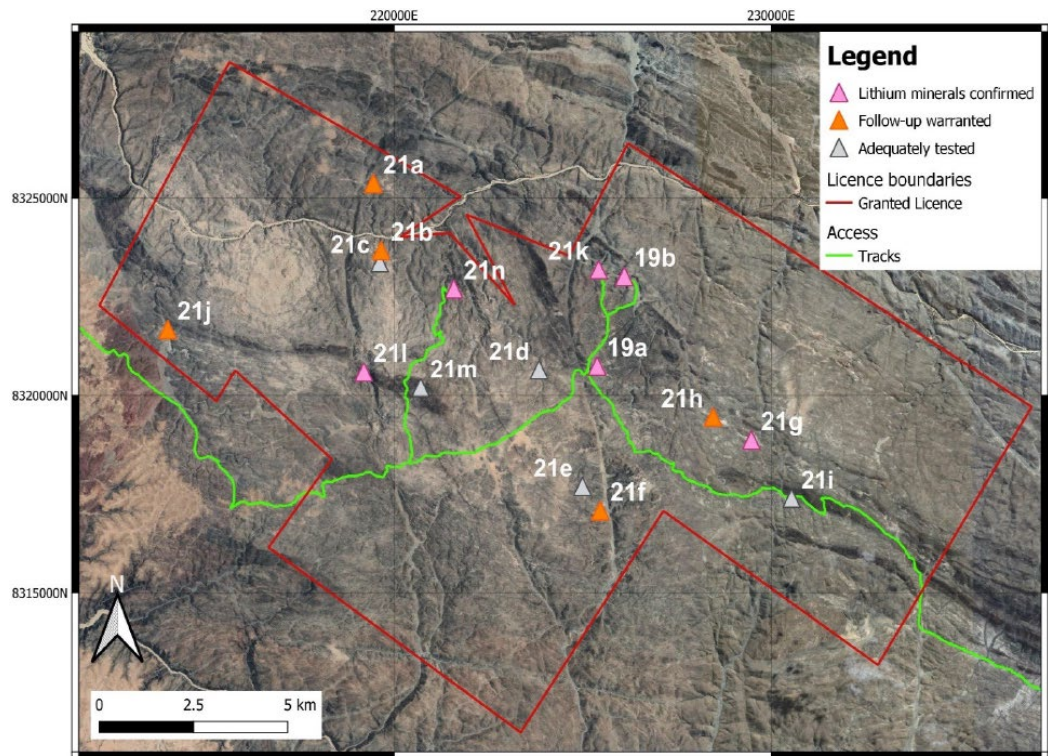 220000E
230000E
Legend
Lithium minerals confirmed
Follow-up warranted
Adequately tested
Licence boundaries
Granted Licence
Access
Tracks
8325000N
8320000N
8315000N
21a
21b
21c
21n
21k
19b
21j
21l
21m
21d
19a
21h
21g
21e
21f
21i
N
0
2.5
5 km